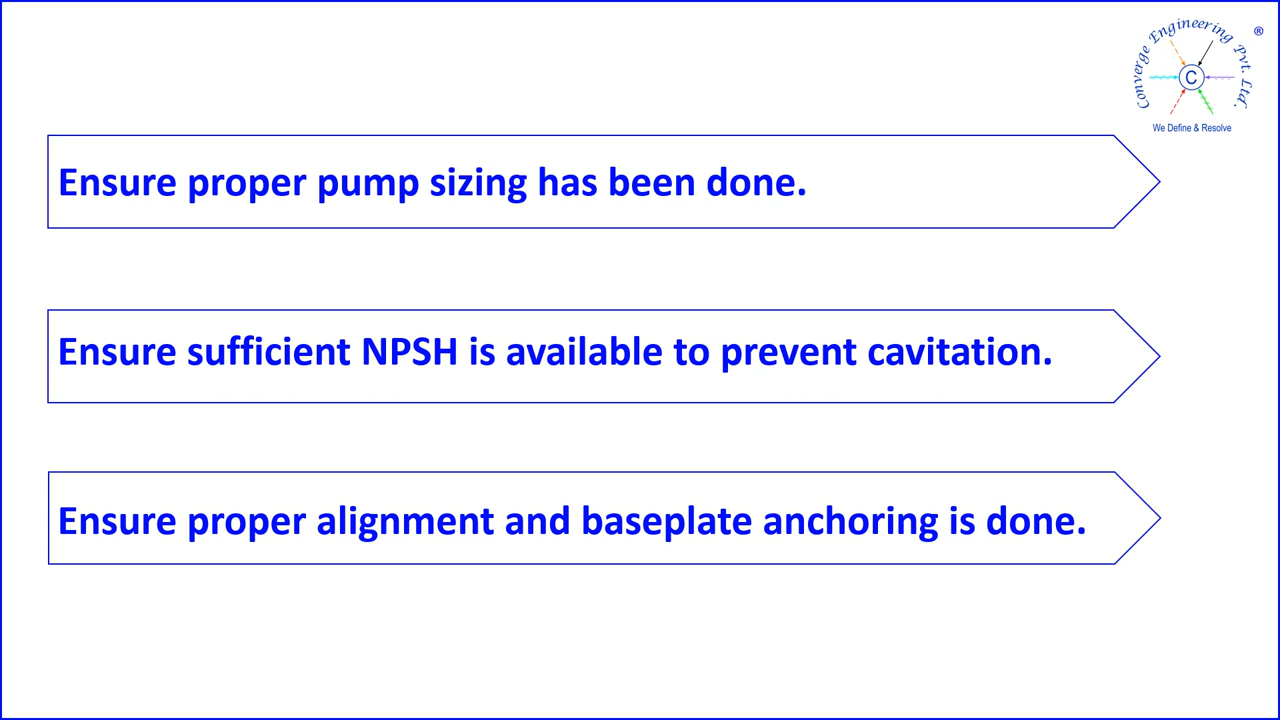 Converge Engineering Pvt. Ltd.
®
C
We Define & Resolve
Ensure proper pump sizing has been done.
Ensure sufficient NPSH is available to prevent cavitation.
Ensure proper alignment and baseplate anchoring is done.